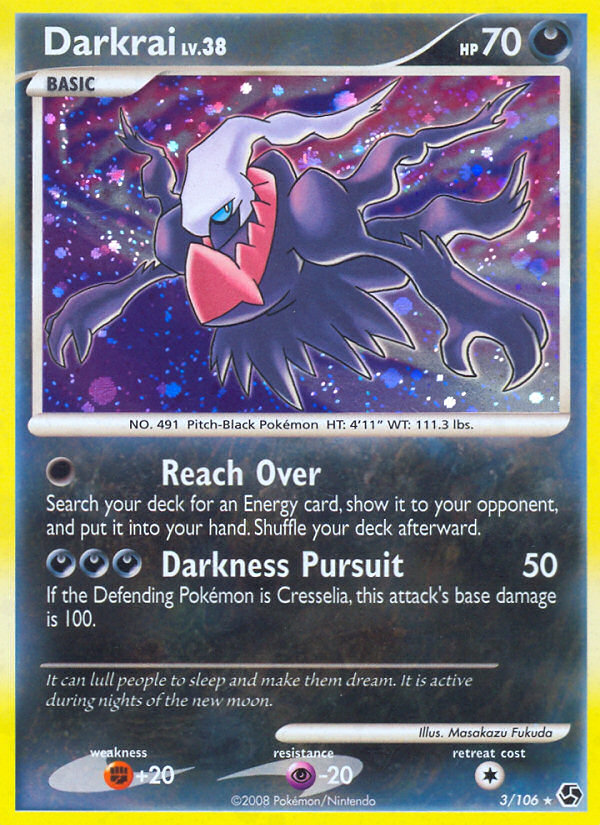 Darkrai LV.38 HP 70
BASIC
NO. 491 Pitch-Black Pokémon HT: 4'11" WT: 111.3 lbs.
Reach Over
Search your deck for an Energy card, show it to your opponent,
and put it into your hand. Shuffle your deck afterward.
Darkness Pursuit 50
If the Defending Pokémon is Cresselia, this attack's base damage
is 100.
It can lull people to sleep and make them dream. It is active
during nights of the new moon.
Illus. Masakazu Fukuda
weakness resistance retreat cost
+20 -20
©2008 Pokémon/Nintendo 3/106 ★